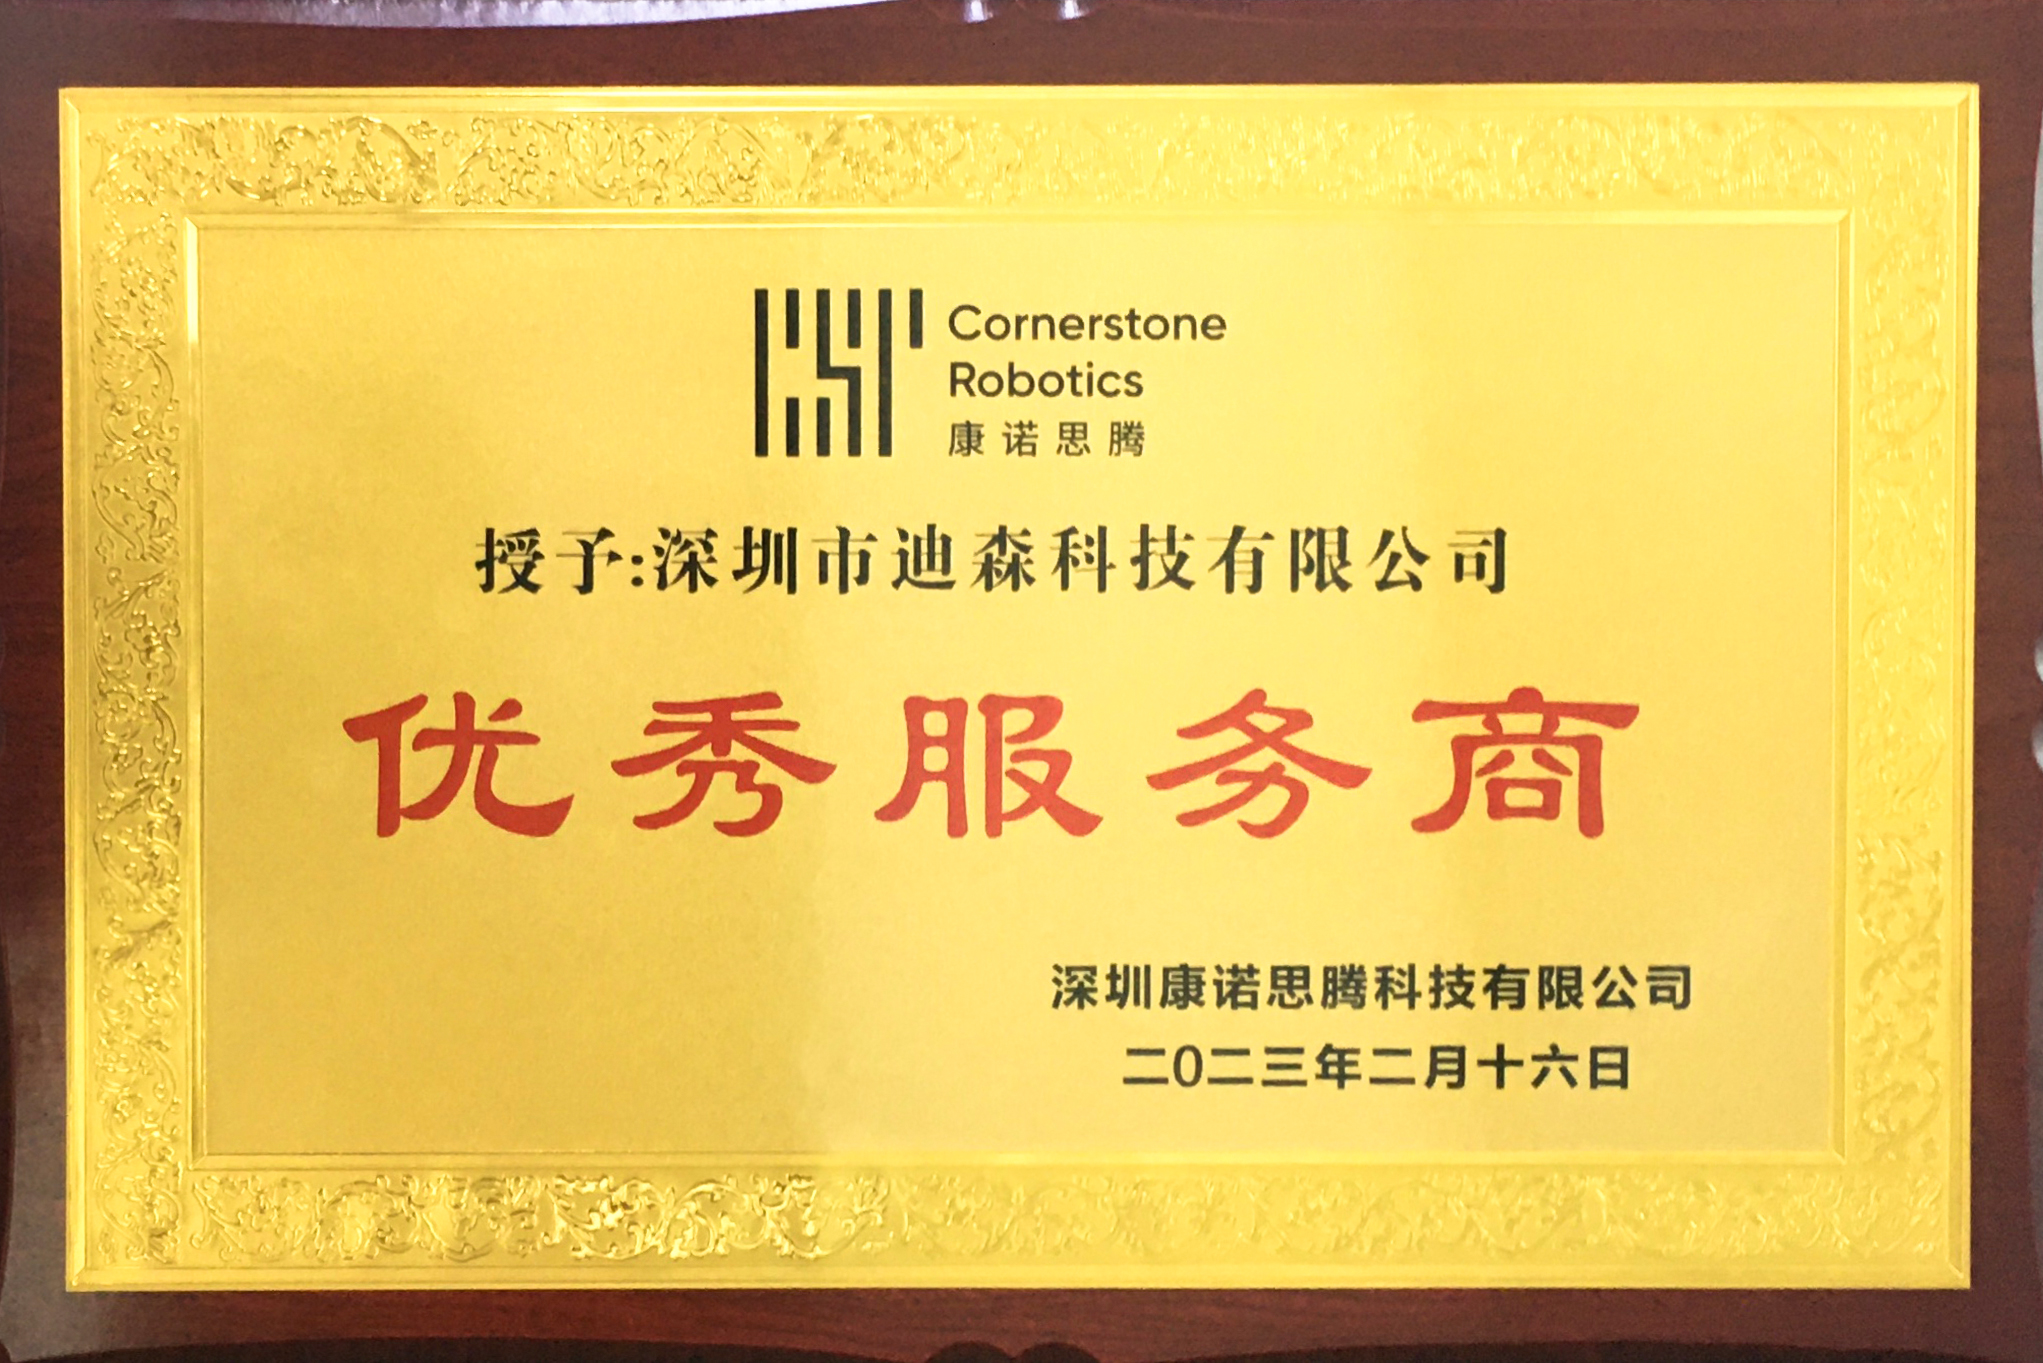 Cornerstone
Robotics
康诺思腾
授予:深圳市迪森科技有限公司
优秀服务商
深圳康诺思腾科技有限公司
二0二三年二月十六日